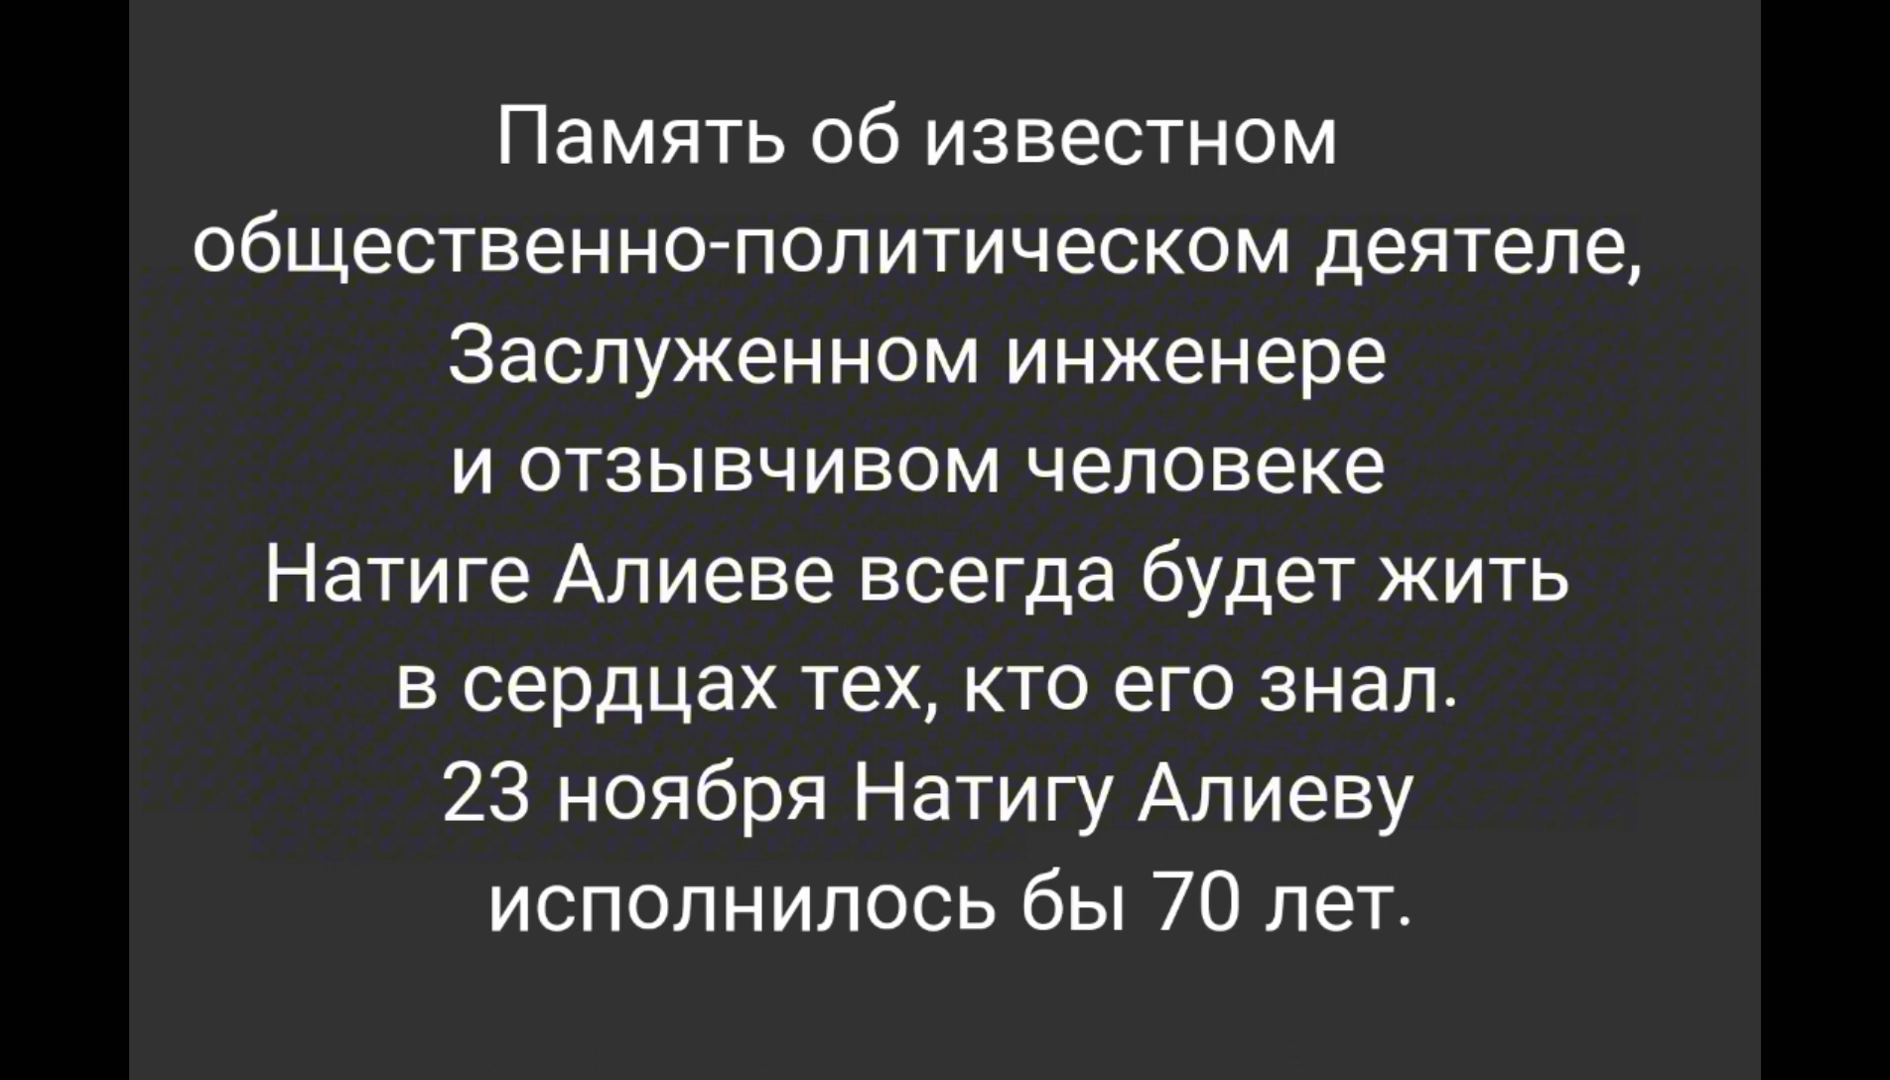 Память об известном
общественно-политическом деятеле,
Заслуженном инженере
и отзывчивом человеке
Натиге Алиеве всегда будет жить
в сердцах тех, кто его знал.
23 ноября Натигу Алиеву
исполнилось бы 70 лет.